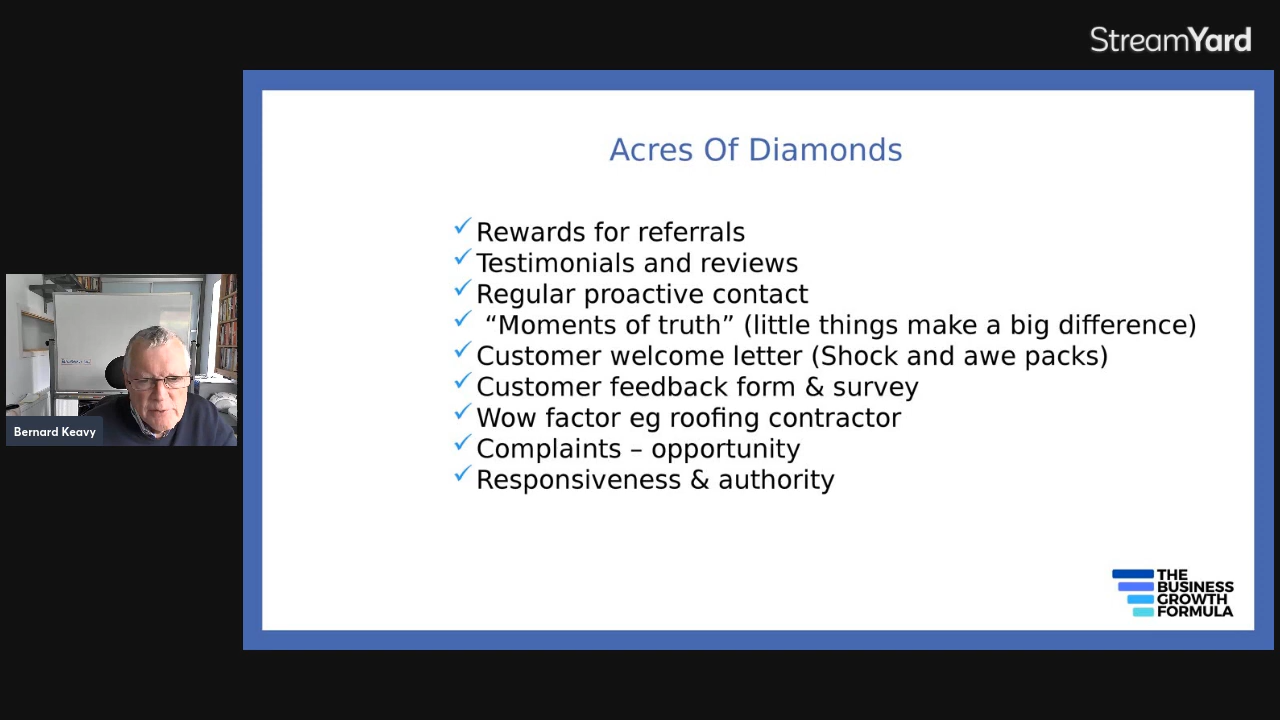 StreamYard
Acres Of Diamonds
✓ Rewards for referrals
✓ Testimonials and reviews
✓ Regular proactive contact
✓ “Moments of truth” (little things make a big difference)
✓ Customer welcome letter (Shock and awe packs)
✓ Customer feedback form & survey
✓ Wow factor eg roofing contractor
✓ Complaints – opportunity
✓ Responsiveness & authority
Bernard Keavy
THE
BUSINESS
GROWTH
FORMULA